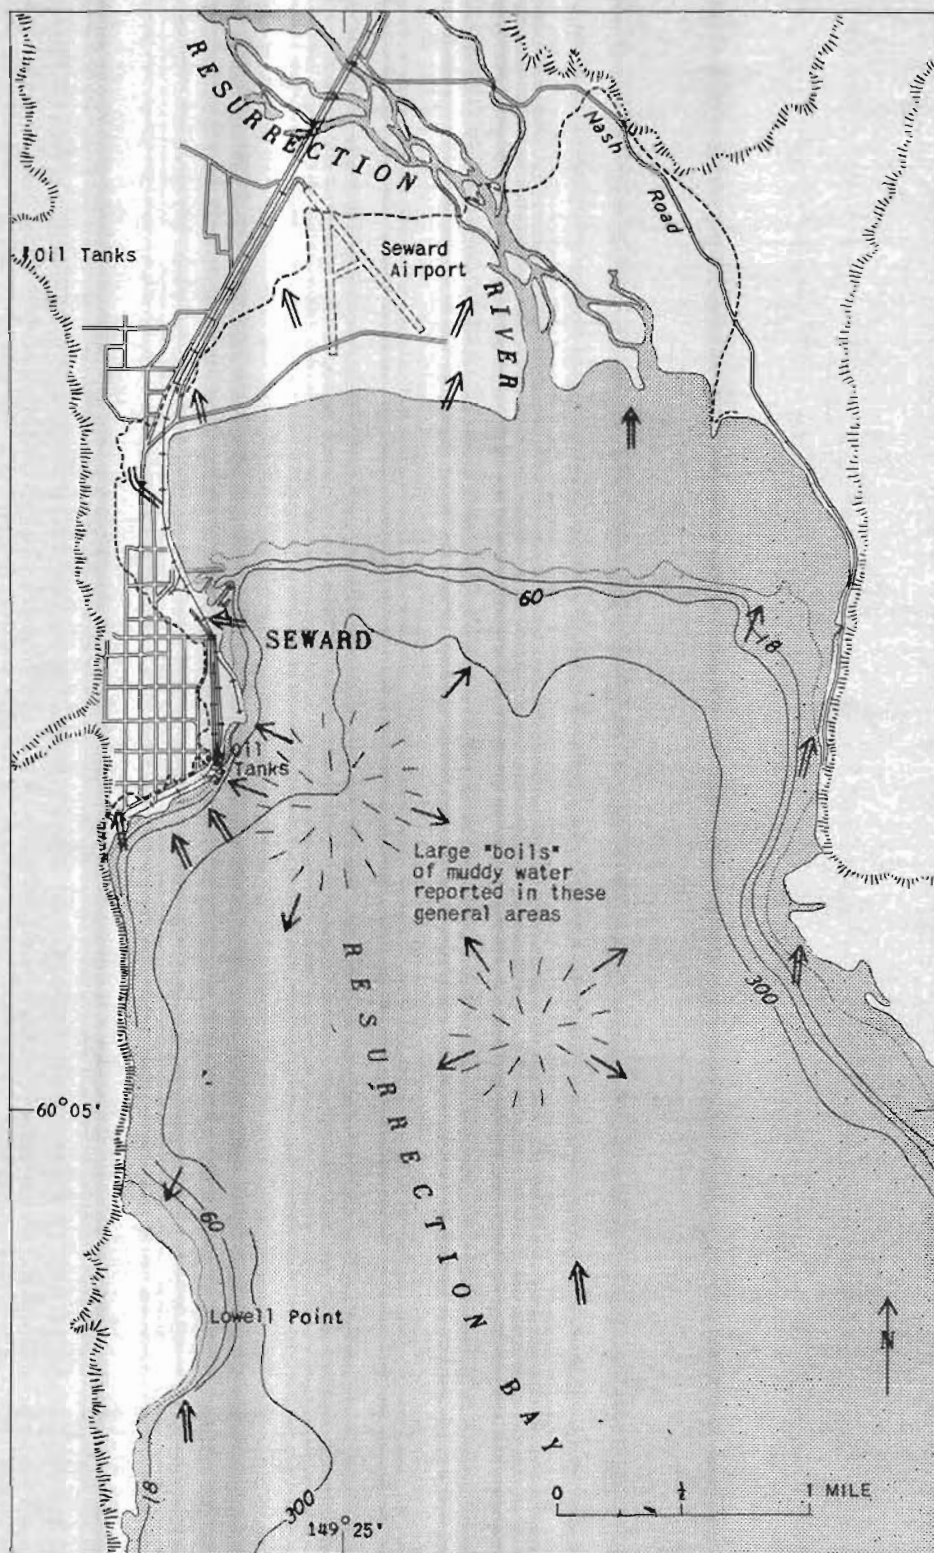 RESURRECTION
RIVER
Nash
Road
Oil Tanks
Seward
Airport
60
SEWARD
18
Oil
Tanks
Large "boils"
of muddy water
reported in these
general areas
RESURRECTION BAY
300
60°05'
60
Lowell Point
N
18
300
149°25'
0 ½ 1 MILE